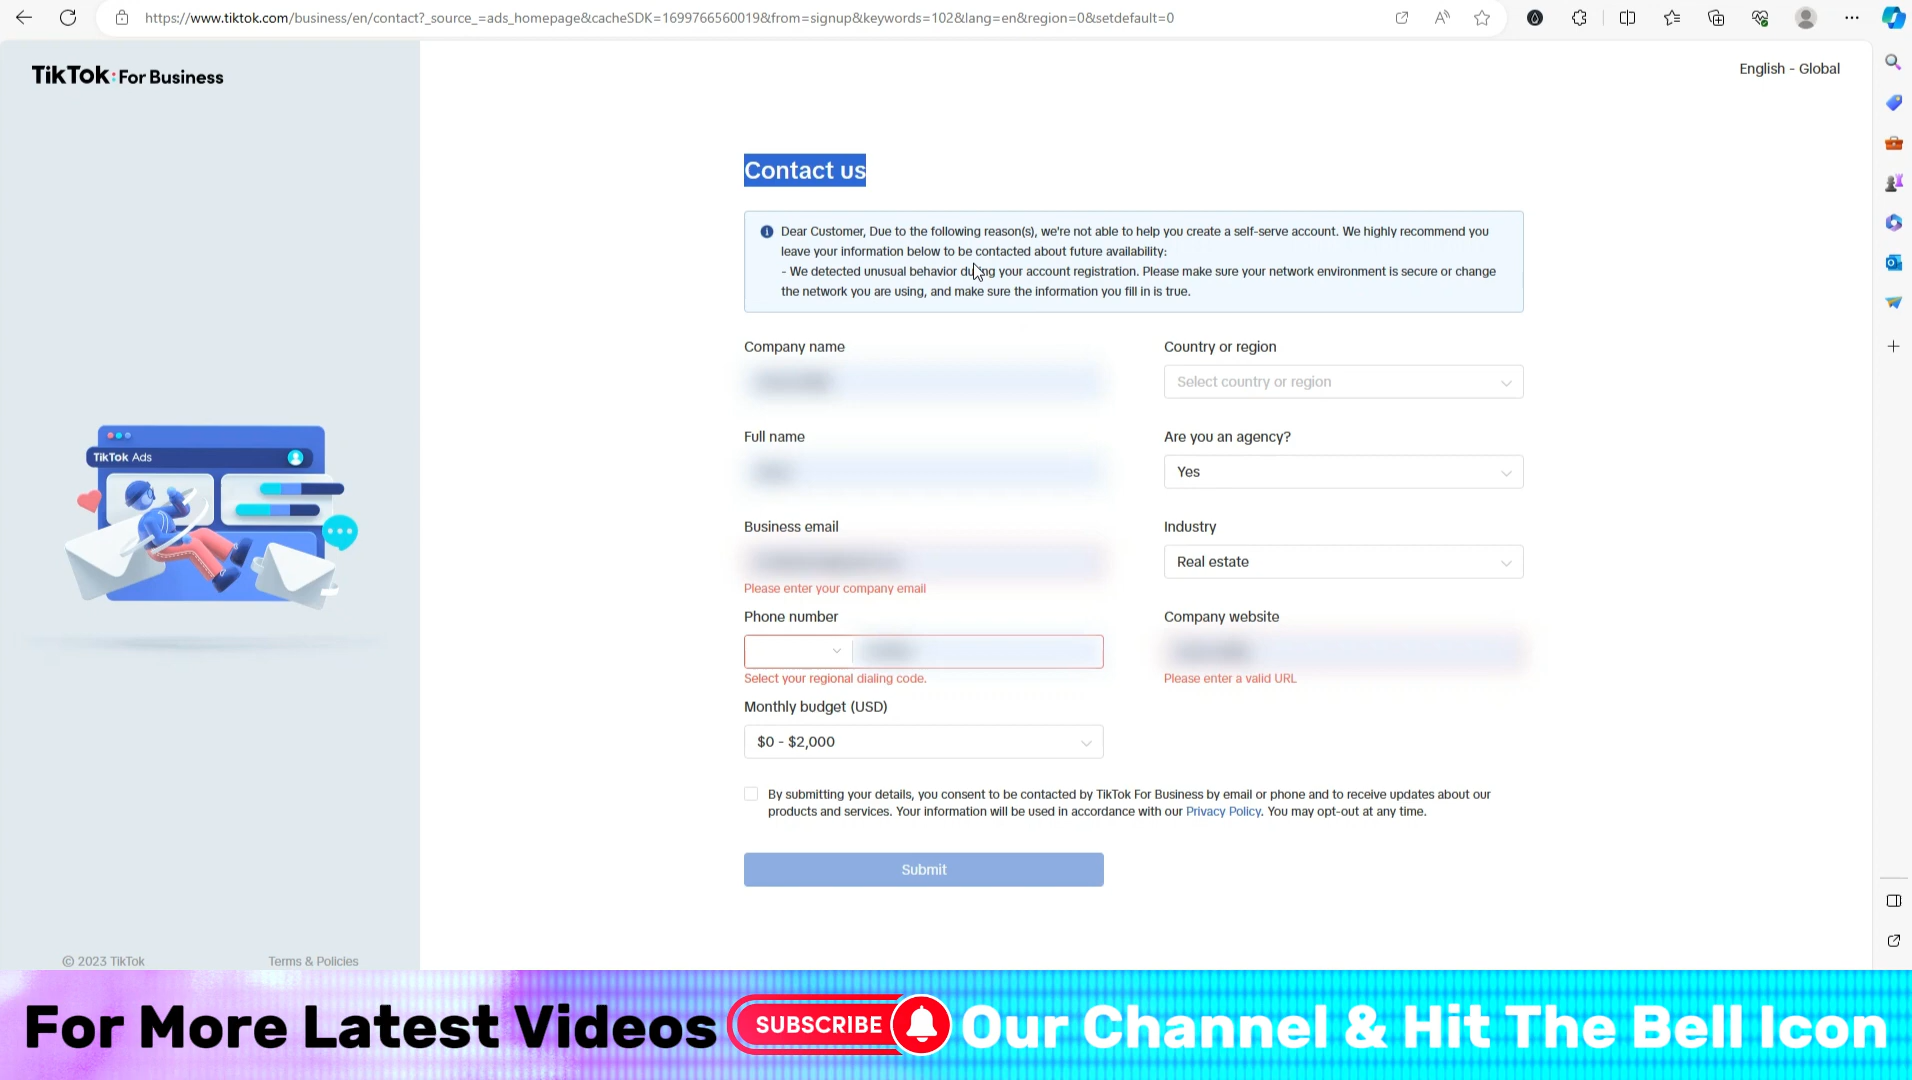 https://www.tiktok.com/business/en/contact?_source_=ads_homepage&cacheSDK=1699766560019&from=signup&keywords=102&lang=en&region=0&setdefault=0
TikTok: For Business
English - Global
Contact us
Dear Customer, Due to the following reason(s), we're not able to help you create a self-serve account. We highly recommend you
leave your information below to be contacted about future availability:
- We detected unusual behavior during your account registration. Please make sure your network environment is secure or change
the network you are using, and make sure the information you fill in is true.
Company name
Country or region
Select country or region
Full name
Are you an agency?
Yes
TikTok Ads
Business email
Industry
Real estate
Please enter your company email
Phone number
Company website
Select your regional dialing code.
Please enter a valid URL
Monthly budget (USD)
$0 - $2,000
By submitting your details, you consent to be contacted by TikTok For Business by email or phone and to receive updates about our
products and services. Your information will be used in accordance with our Privacy Policy. You may opt-out at any time.
Submit
© 2023 TikTok
Terms & Policies
For More Latest Videos SUBSCRIBE Our Channel & Hit The Bell Icon